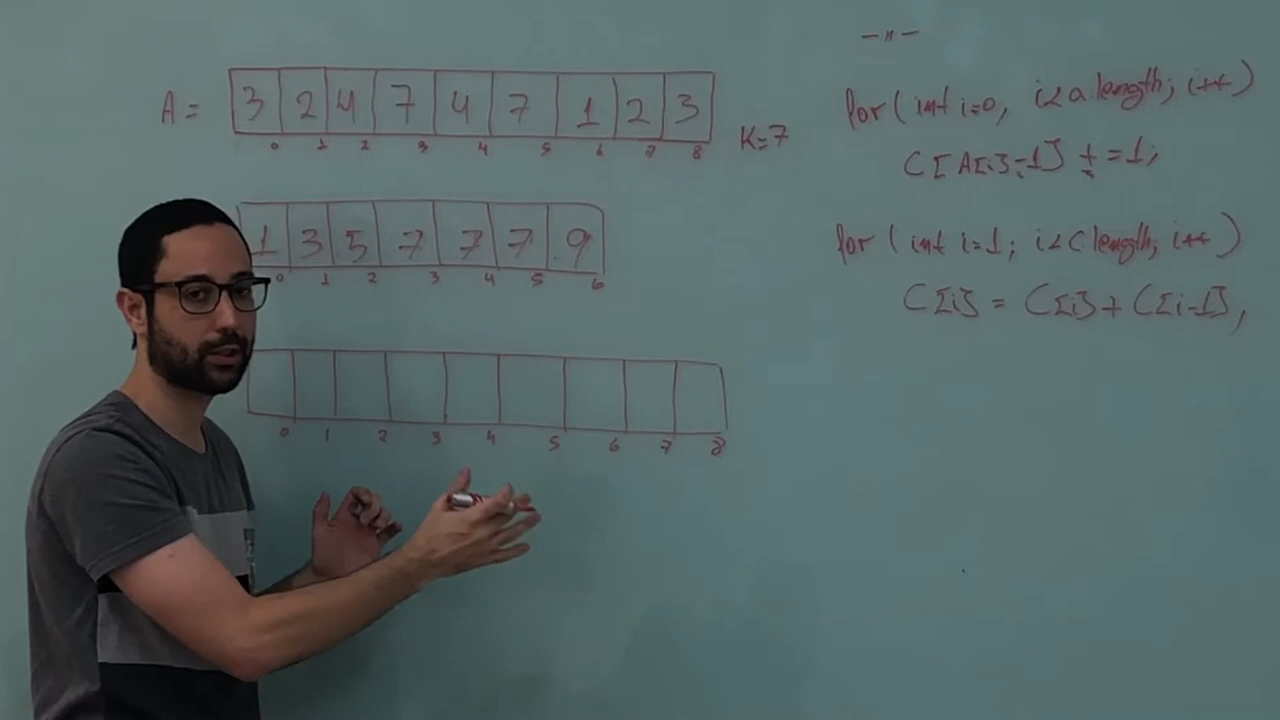 A = 3 2 4 7 4 7 1 2 3
0 1 2 3 4 5 6 7 8
K=7
1 3 5 7 7 7 9
0 1 2 3 4 5 6
0 1 2 3 4 5 6 7 8
-"-
for ( int i=0, i<a length; i++ )
C[A[i]-1] += 1;
for ( int i=1; i<C length; i++ )
C[i] = C[i] + C[i-1],